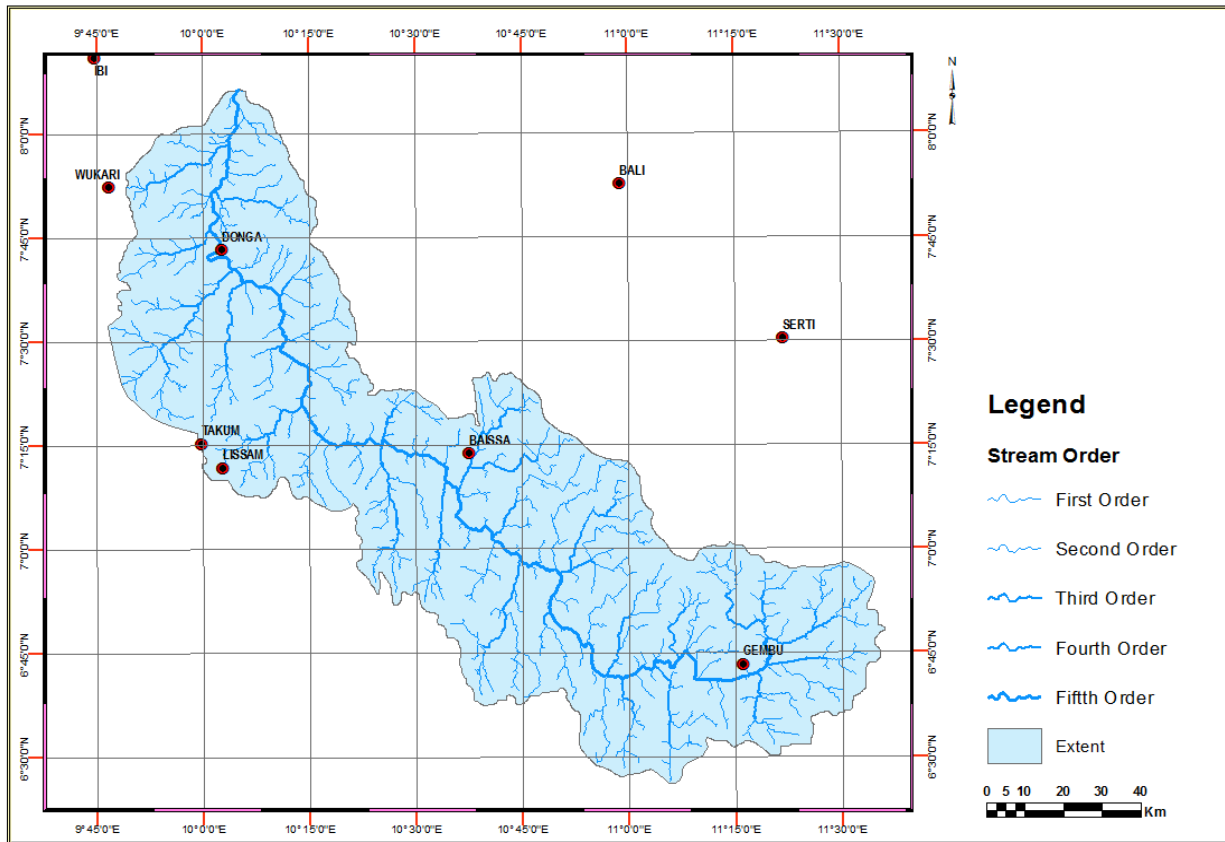 9°45'0"E 10°0'0"E 10°15'0"E 10°30'0"E 10°45'0"E 11°0'0"E 11°15'0"E 11°30'0"E
N
IBI
8°0'0"N 8°0'0"N
WUKARI
BALI
DONGA
7°45'0"N 7°45'0"N
SERTI
7°30'0"N 7°30'0"N
TAKUM
LISSAM
BAISSA
7°15'0"N 7°15'0"N
7°0'0"N 7°0'0"N
GEMBU
6°45'0"N 6°45'0"N
6°30'0"N 6°30'0"N
9°45'0"E 10°0'0"E 10°15'0"E 10°30'0"E 10°45'0"E 11°0'0"E 11°15'0"E 11°30'0"E
Legend
Stream Order
First Order
Second Order
Third Order
Fourth Order
Fiftth Order
Extent
0 5 10 20 30 40
Km